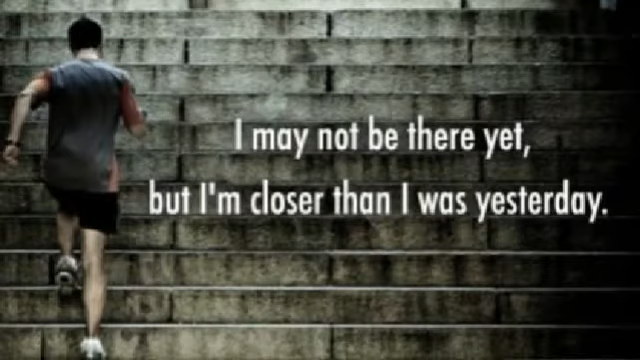 I may not be there yet,
but I'm closer than I was yesterday.